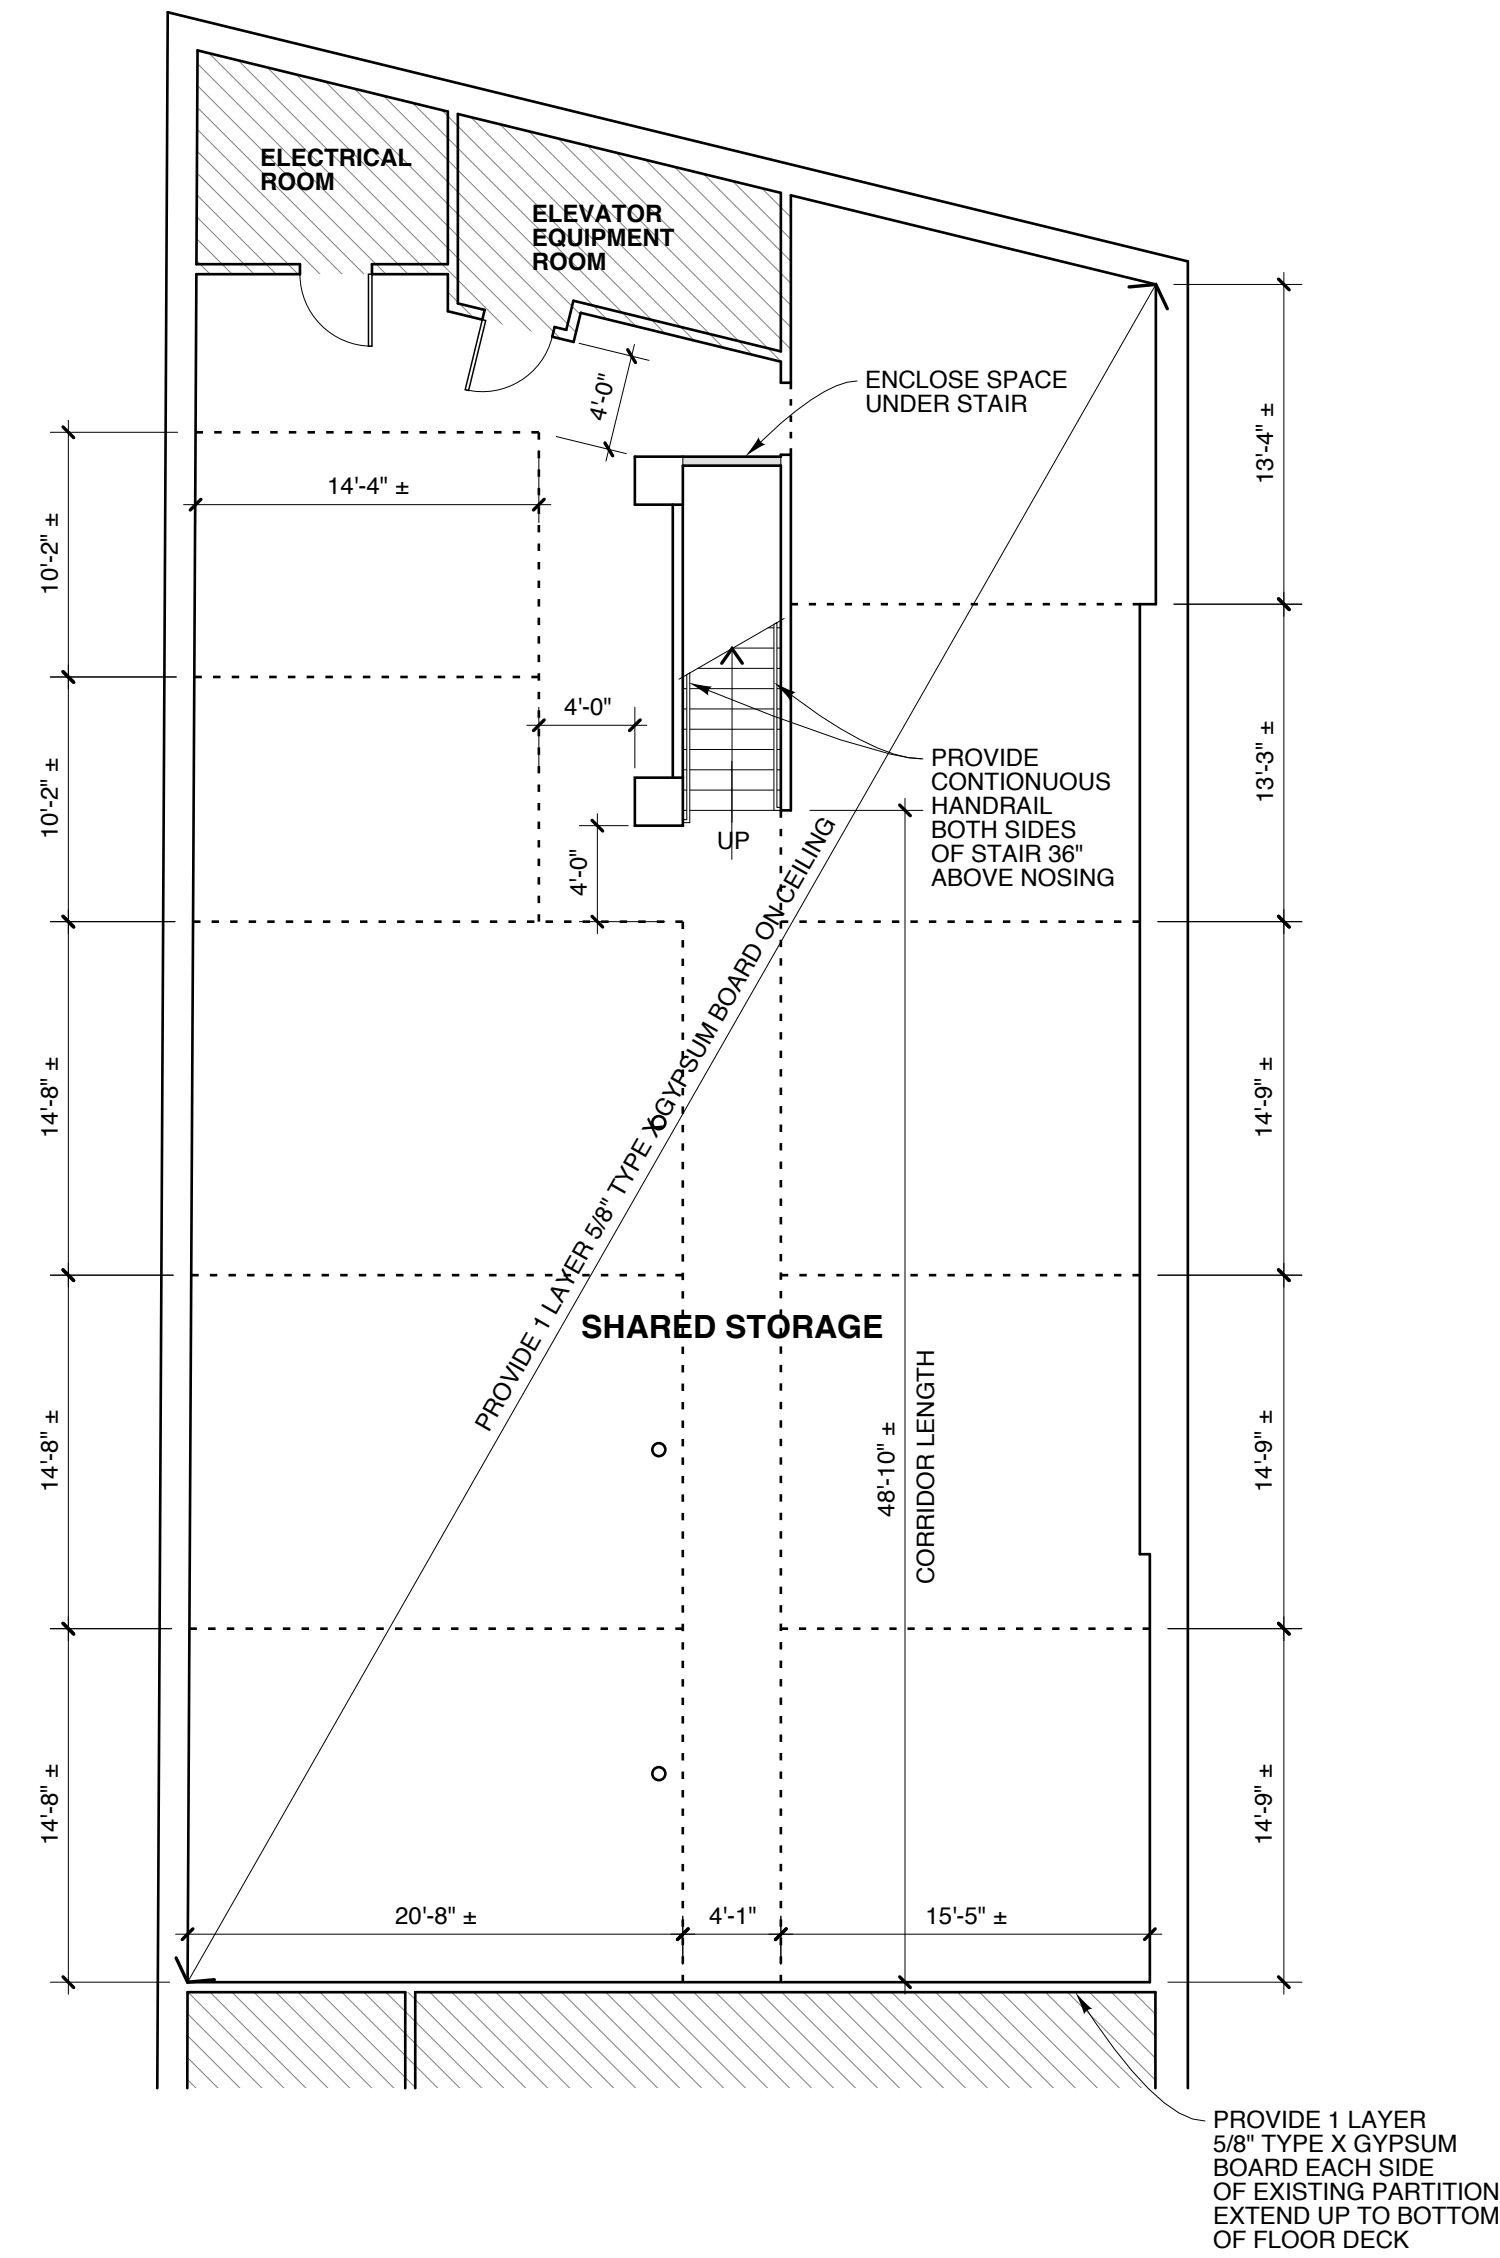 ELECTRICAL
ROOM
ELEVATOR
EQUIPMENT
ROOM
4'-0"
ENCLOSE SPACE
UNDER STAIR
13'-4" ±
14'-4" ±
10'-2" ±
4'-0"
PROVIDE
CONTIONUOUS
HANDRAIL
BOTH SIDES
OF STAIR 36"
ABOVE NOSING
13'-3" ±
10'-2" ±
UP
4'-0"
PROVIDE 1 LAYER 5/8" TYPE X GYPSUM BOARD ON CEILING
14'-8" ±
14'-9" ±
SHARED STORAGE
14'-8" ±
48'-10" ±
CORRIDOR LENGTH
14'-9" ±
14'-8" ±
14'-9" ±
20'-8" ±
4'-1"
15'-5" ±
PROVIDE 1 LAYER
5/8" TYPE X GYPSUM
BOARD EACH SIDE
OF EXISTING PARTITION
EXTEND UP TO BOTTOM
OF FLOOR DECK